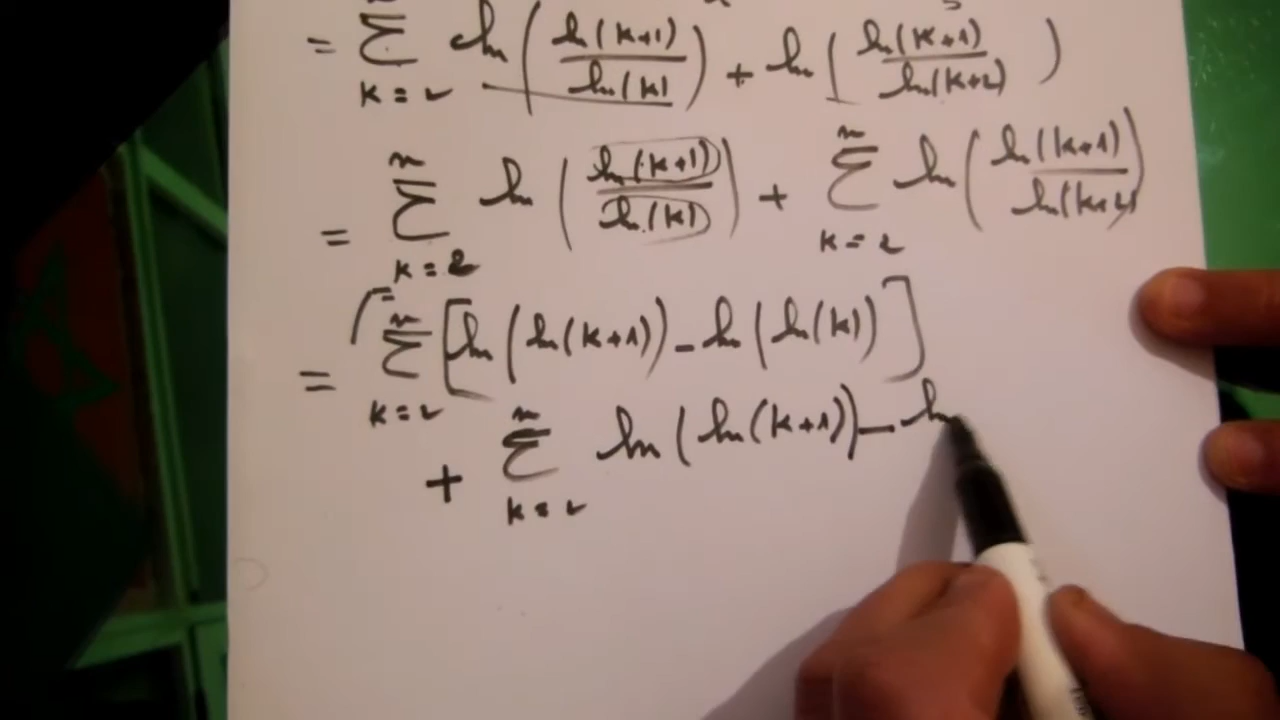 = Σ_{k=2} ln( ln(k+1) / ln(k) ) + ln( ln(k+1) / ln(k+2) )
= Σ_{k=2}^{n} ln( ln(k+1) / ln(k) ) + Σ_{k=2}^{n} ln( ln(k+1) / ln(k+2) )
= Σ_{k=2}^{n} [ ln( ln(k+1) ) - ln( ln(k) ) ]
+ Σ_{k=2}^{n} ln( ln(k+1) ) - ln